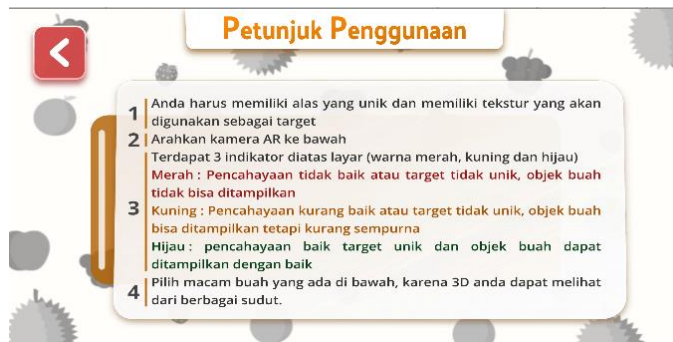 Petunjuk Penggunaan
1 Anda harus memiliki alas yang unik dan memiliki tekstur yang akan
digunakan sebagai target
2 Arahkan kamera AR ke bawah
Terdapat 3 indikator diatas layar (warna merah, kuning dan hijau)
Merah : Pencahayaan tidak baik atau target tidak unik, objek buah
tidak bisa ditampilkan
3 Kuning : Pencahayaan kurang baik atau target tidak unik, objek buah
bisa ditampilkan tetapi kurang sempurna
Hijau : pencahayaan baik target unik dan objek buah dapat
ditampilkan dengan baik
4 Pilih macam buah yang ada di bawah, karena 3D anda dapat melihat
dari berbagai sudut.